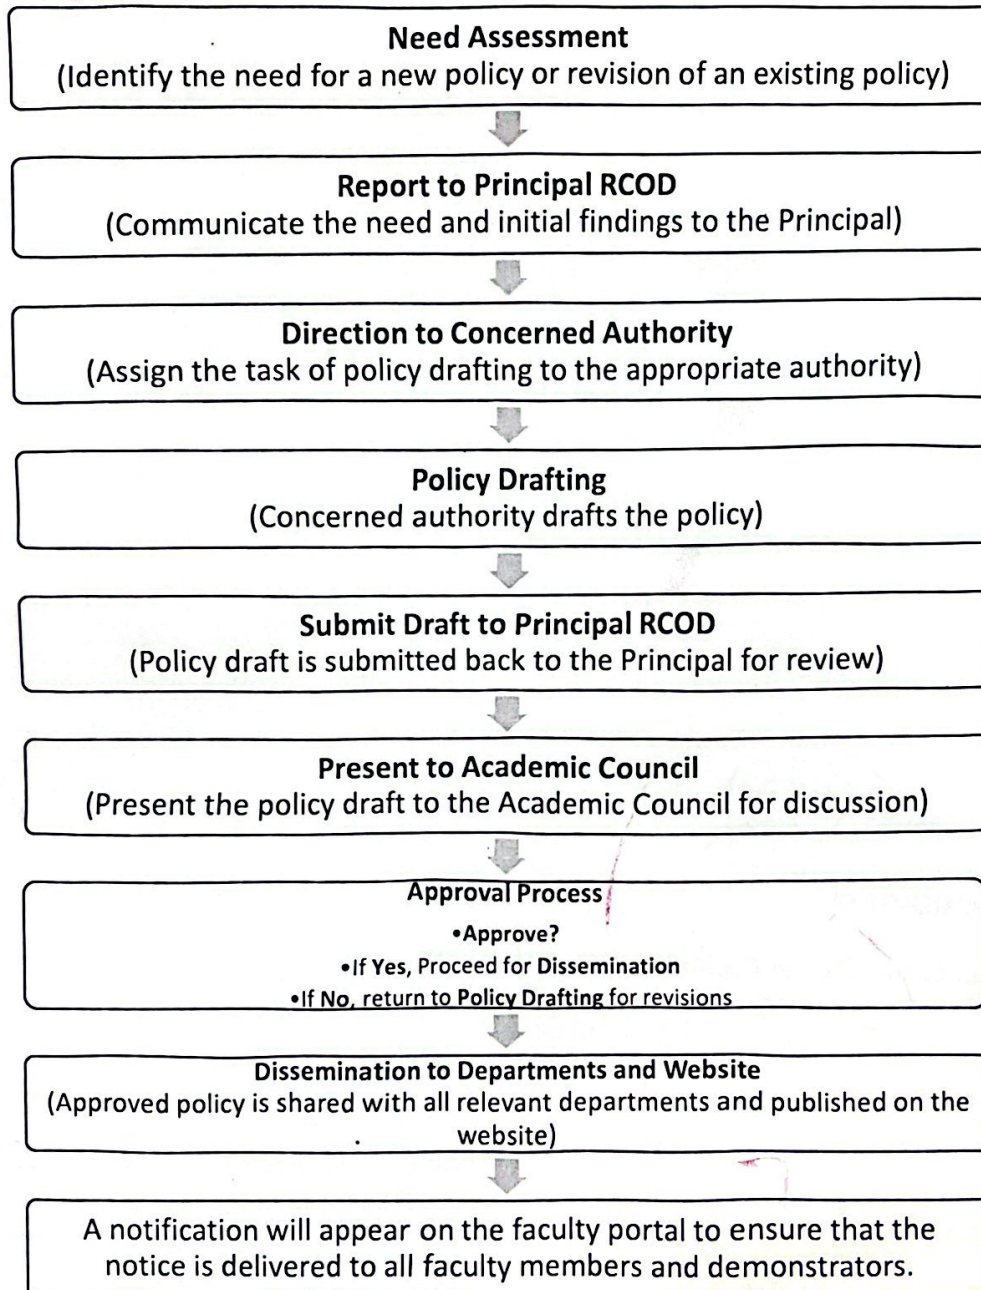 Need Assessment
(Identify the need for a new policy or revision of an existing policy)
Report to Principal RCOD
(Communicate the need and initial findings to the Principal)
Direction to Concerned Authority
(Assign the task of policy drafting to the appropriate authority)
Policy Drafting
(Concerned authority drafts the policy)
Submit Draft to Principal RCOD
(Policy draft is submitted back to the Principal for review)
Present to Academic Council
(Present the policy draft to the Academic Council for discussion)
Approval Process
•Approve?
•If Yes, Proceed for Dissemination
•If No, return to Policy Drafting for revisions
Dissemination to Departments and Website
(Approved policy is shared with all relevant departments and published on the
website)
A notification will appear on the faculty portal to ensure that the
notice is delivered to all faculty members and demonstrators.